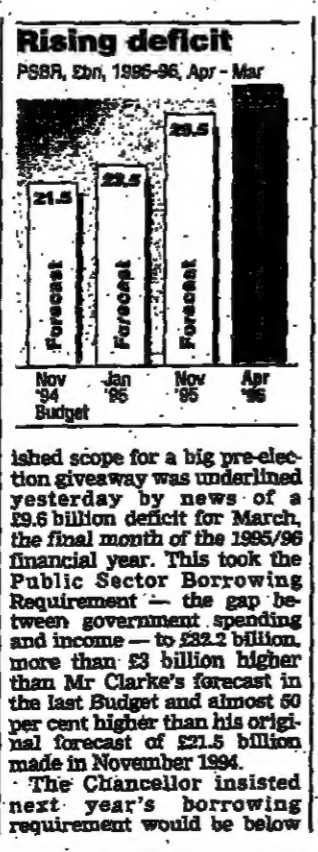 Rising deficit
PSBR, £bn, 1995-96, Apr - Mar
21.5
Forecast
Forecast
Forecast
Nov
'94
Budget
Jan
Nov
'95
Apr
'96
ished scope for a big pre-elec-
tion giveaway was underlined
yesterday by news of a
£9.6 billion deficit for March,
the final month of the 1995/96
financial year. This took the
Public Sector Borrowing
Requirement — the gap be-
tween government spending
and income — to £32.2 billion,
more than £3 billion higher
than Mr Clarke's forecast in
the last Budget and almost 50
per cent higher than his origi-
nal forecast of £21.5 billion
made in November 1994.
The Chancellor insisted
next year's borrowing
requirement would be below